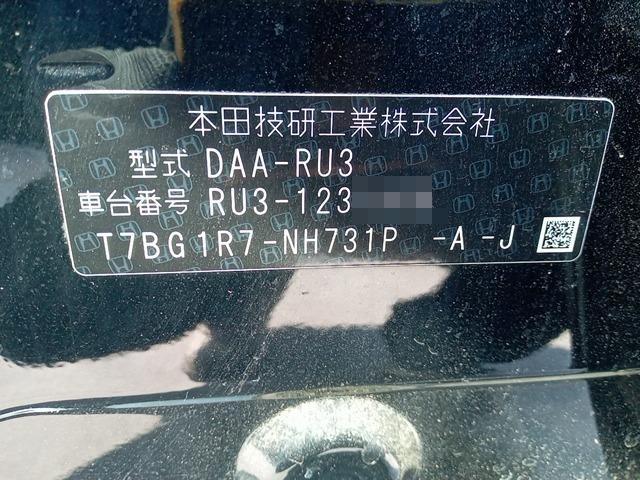 本田技研工業株式会社
型式 DAA-RU3
車台番号 RU3-123
T7BG1R7-NH731P -A -J